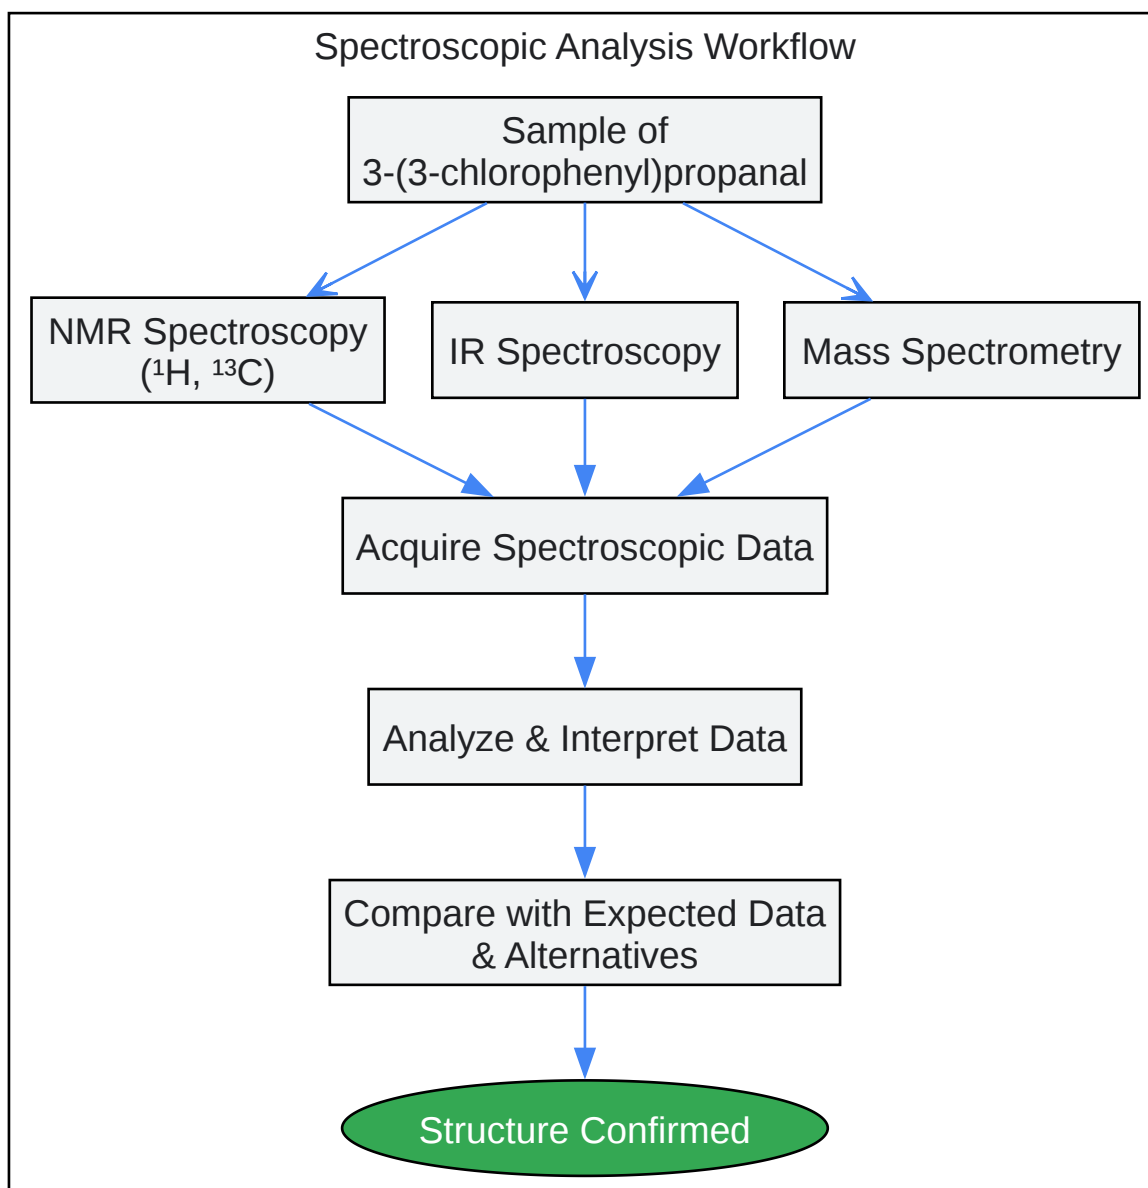 Spectroscopic Analysis Workflow
Sample of
3-(3-chlorophenyl)propanal
NMR Spectroscopy
(¹H, ¹³C)
IR Spectroscopy
Mass Spectrometry
Acquire Spectroscopic Data
Analyze & Interpret Data
Compare with Expected Data
& Alternatives
Structure Confirmed